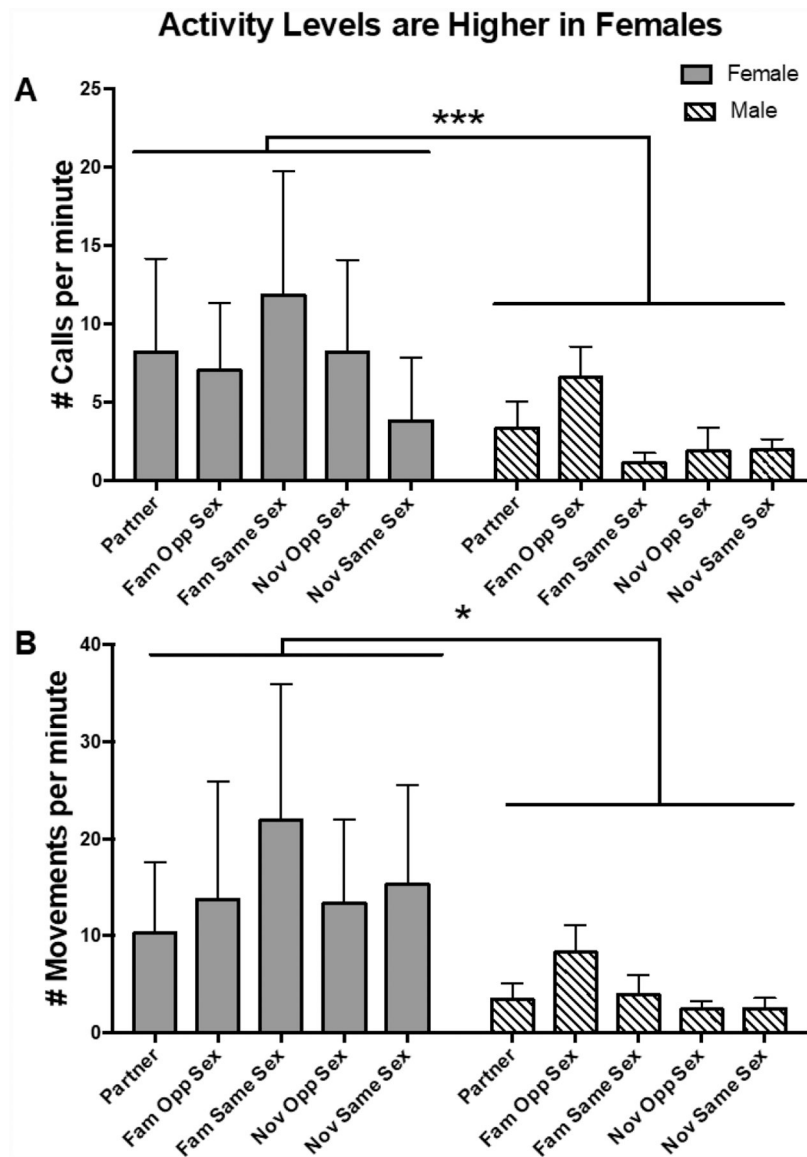 Activity Levels are Higher in Females
A
25
20
15
10
5
0
# Calls per minute
***
Female
Male
Partner
Fam Opp Sex
Fam Same Sex
Nov Opp Sex
Nov Same Sex
Partner
Fam Opp Sex
Fam Same Sex
Nov Opp Sex
Nov Same Sex
B
40
30
20
10
0
# Movements per minute
*
Partner
Fam Opp Sex
Fam Same Sex
Nov Opp Sex
Nov Same Sex
Partner
Fam Opp Sex
Fam Same Sex
Nov Opp Sex
Nov Same Sex